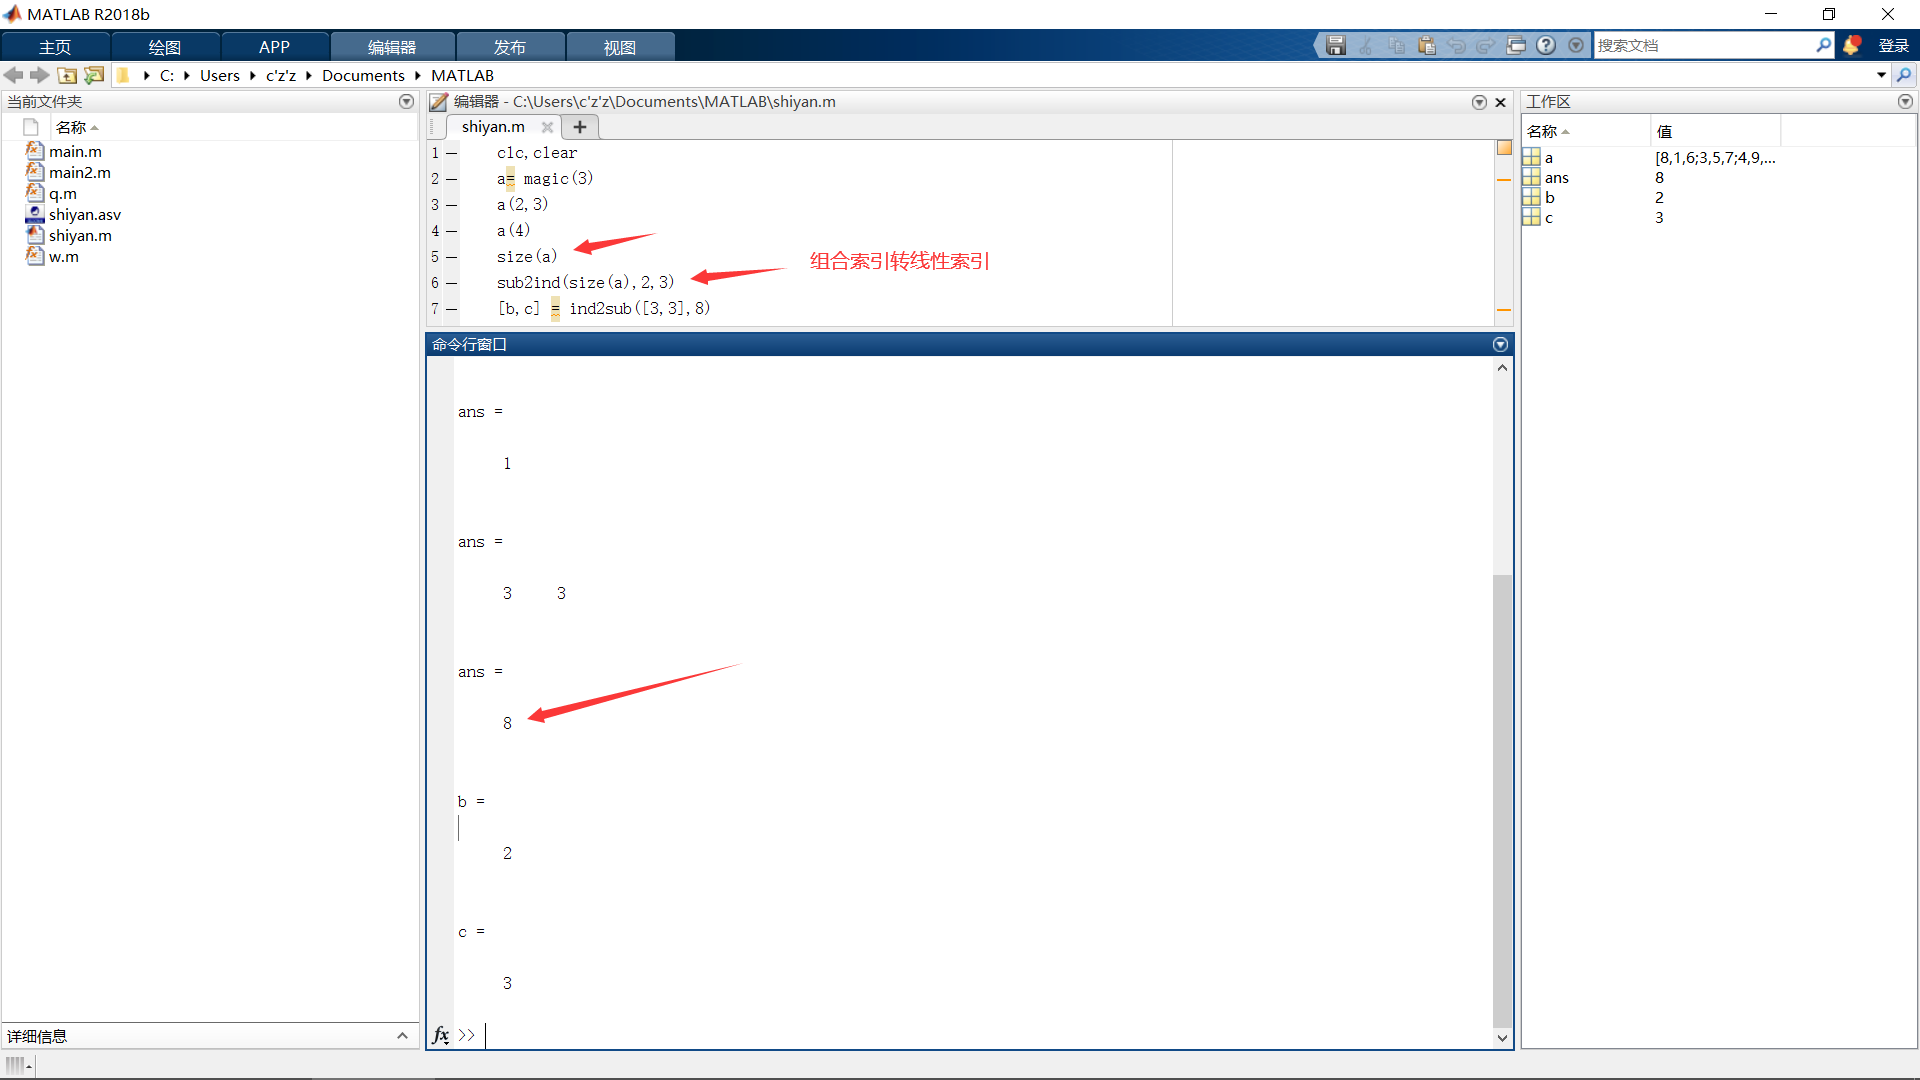 MATLAB R2018b
主页 绘图 APP 编辑器 发布 视图 搜索文档 登录
C: Users c'z'z Documents MATLAB
当前文件夹
名称
main.m
main2.m
q.m
shiyan.asv
shiyan.m
w.m
详细信息
编辑器 - C:\Users\c'z'z\Documents\MATLAB\shiyan.m
shiyan.m
1 clc,clear
2 a= magic(3)
3 a(2,3)
4 a(4)
5 size(a)
6 sub2ind(size(a),2,3)
7 [b,c] = ind2sub([3,3],8)
组合索引转线性索引
命令行窗口
ans =
1
ans =
3 3
ans =
8
b =
2
c =
3
fx >>
工作区
名称 值
a [8,1,6;3,5,7;4,9,...
ans 8
b 2
c 3